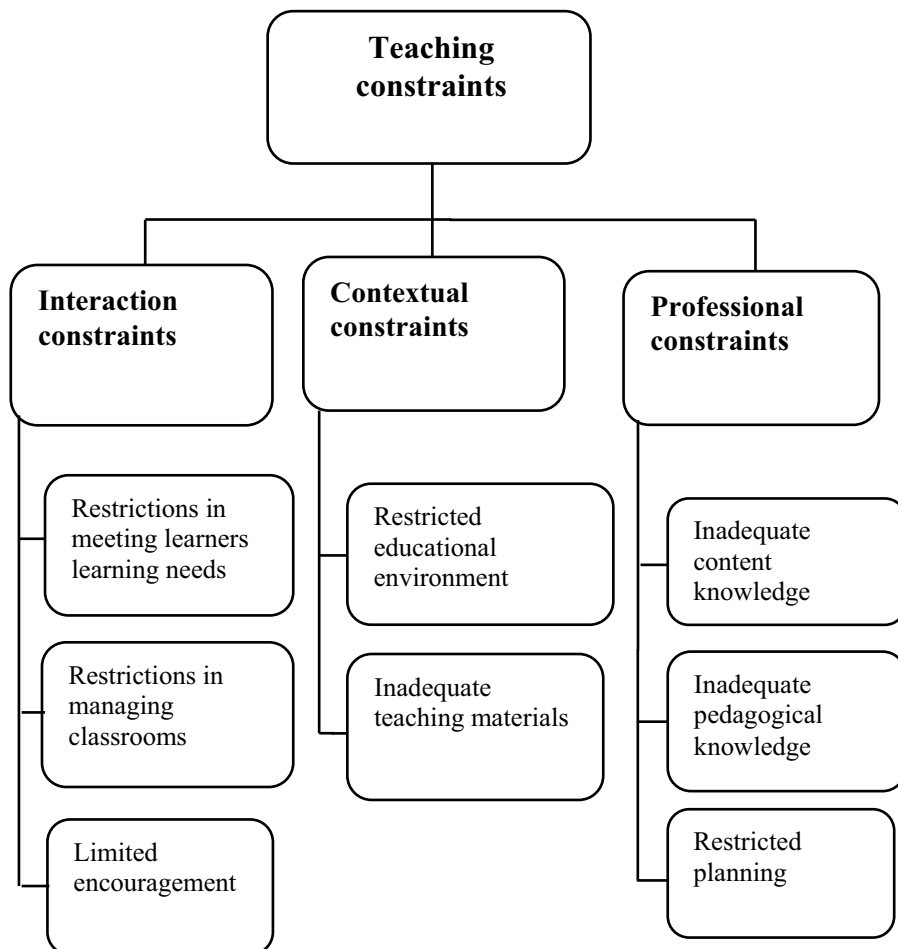 Teaching
constraints
Interaction
constraints
Contextual
constraints
Professional
constraints
Restrictions in
meeting learners
learning needs
Restrictions in
managing
classrooms
Limited
encouragement
Restricted
educational
environment
Inadequate
teaching materials
Inadequate
content
knowledge
Inadequate
pedagogical
knowledge
Restricted
planning